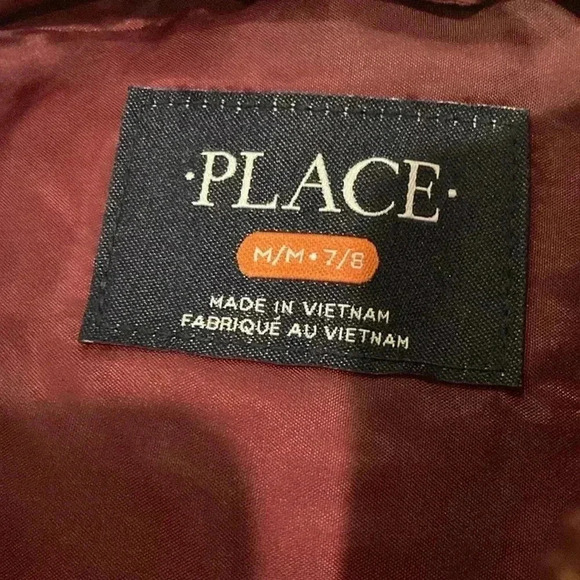 ·PLACE·
M/M·7/8
MADE IN VIETNAM
FABRIQUÉ AU VIETNAM